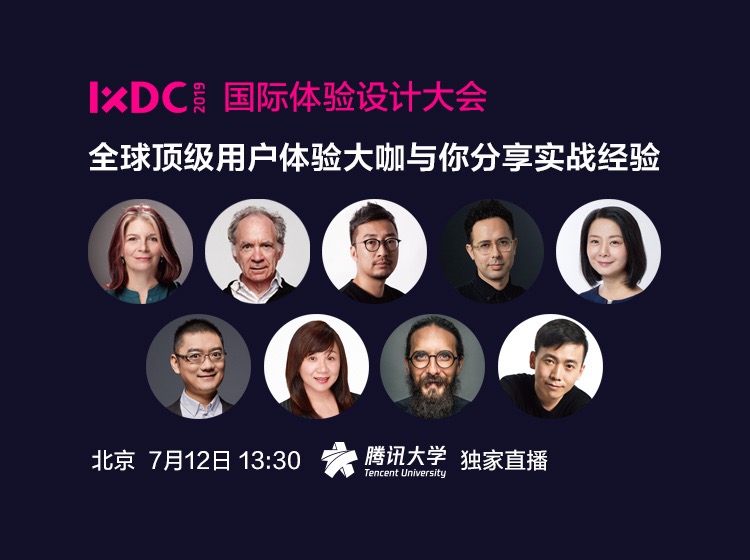 IXDC 2019 国际体验设计大会
全球顶级用户体验大咖与你分享实战经验
北京 7月12日 13:30 腾讯大学 独家直播
Tencent University